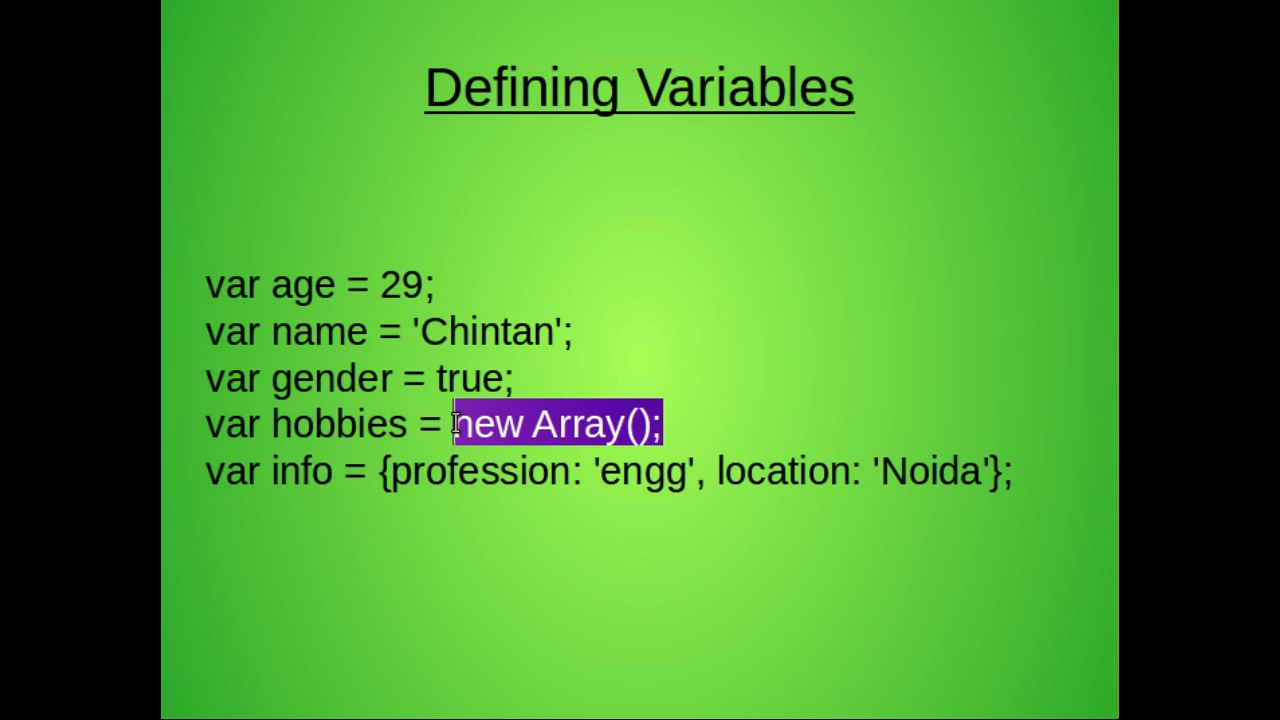 Defining Variables
var age = 29;
var name = 'Chintan';
var gender = true;
var hobbies = new Array();
var info = {profession: 'engg', location: 'Noida'};